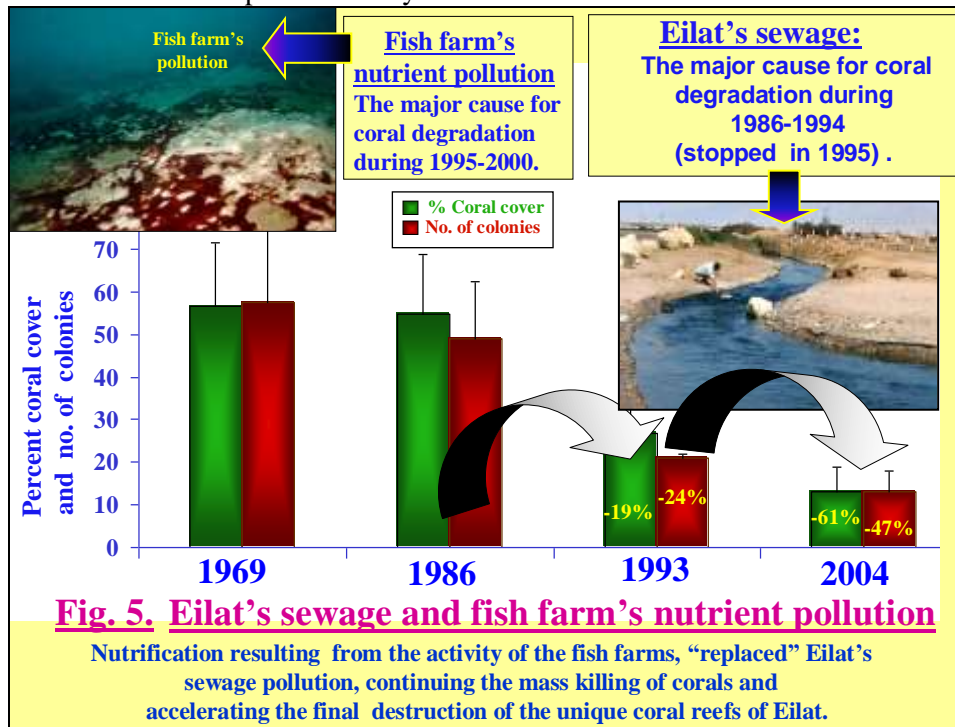 Fish farm's
pollution
Fish farm's
nutrient pollution
The major cause for
coral degradation
during 1995-2000.
Eilat's sewage:
The major cause for coral
degradation during
1986-1994
(stopped in 1995) .
% Coral cover
No. of colonies
Percent coral cover
and no. of colonies
70
60
50
40
30
20
10
0
-19%
-24%
-61%
-47%
1969
1986
1993
2004
Fig. 5. Eilat's sewage and fish farm's nutrient pollution
Nutrification resulting from the activity of the fish farms, "replaced" Eilat's
sewage pollution, continuing the mass killing of corals and
accelerating the final destruction of the unique coral reefs of Eilat.